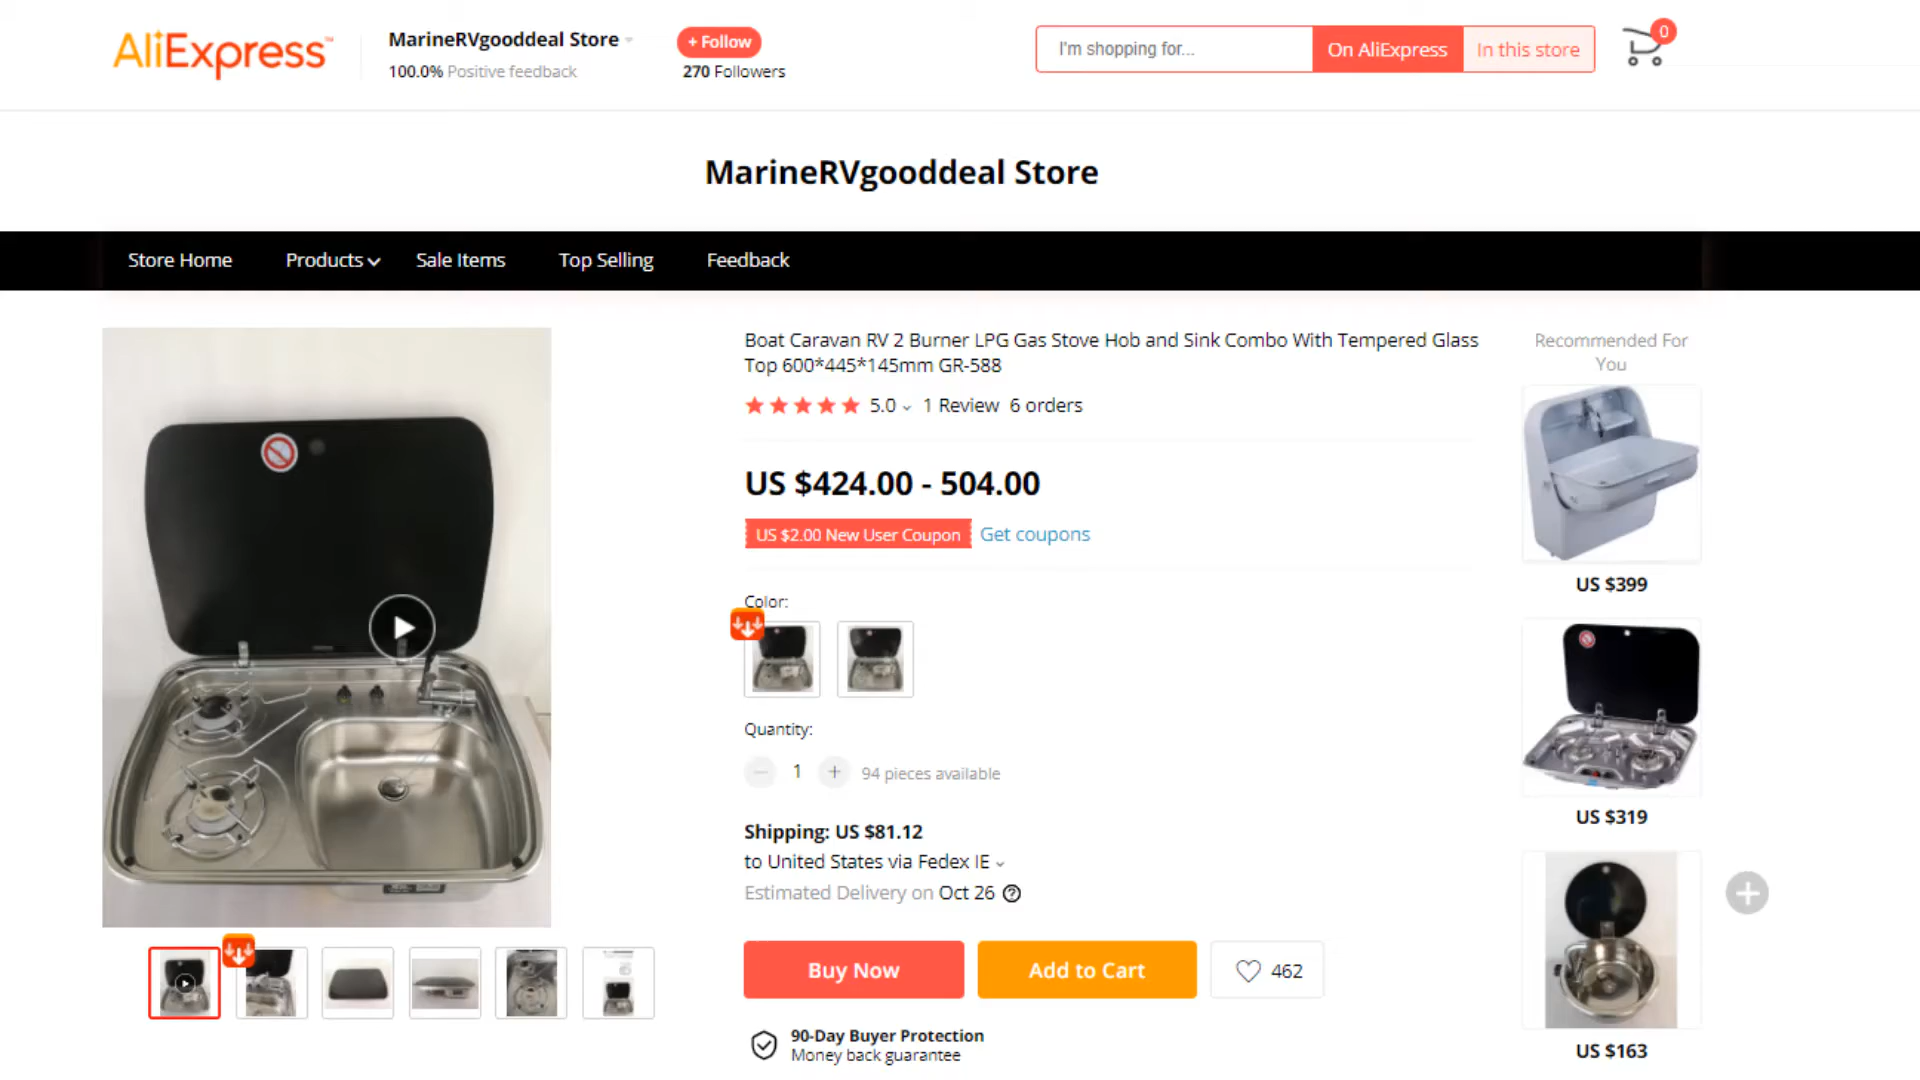 AliExpress™
MarineRVgooddeal Store
100.0% Positive feedback
+ Follow
270 Followers
I'm shopping for...
On AliExpress
In this store
0
MarineRVgooddeal Store
Store Home
Products
Sale Items
Top Selling
Feedback
Boat Caravan RV 2 Burner LPG Gas Stove Hob and Sink Combo With Tempered Glass
Top 600*445*145mm GR-588
5.0
1 Review
6 orders
US $424.00 - 504.00
US $2.00 New User Coupon
Get coupons
Color:
Quantity:
1
94 pieces available
Shipping: US $81.12
to United States via Fedex IE
Estimated Delivery on Oct 26
Buy Now
Add to Cart
462
90-Day Buyer Protection
Money back guarantee
Recommended For
You
US $399
US $319
US $163